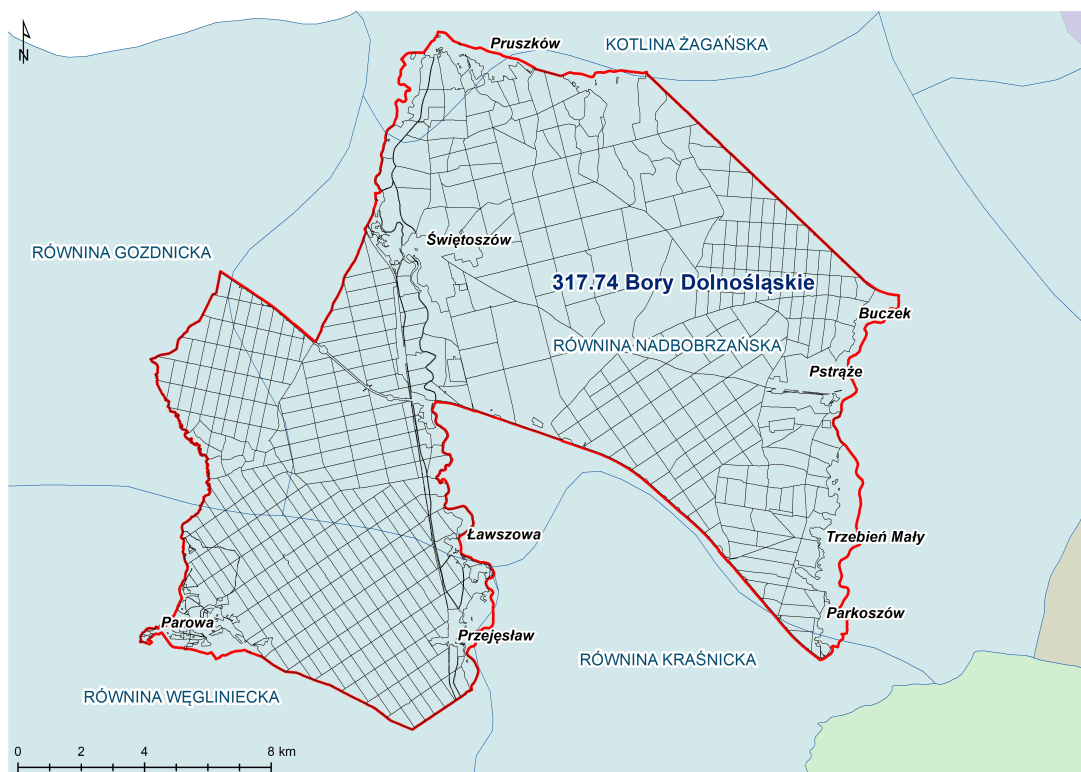 N
Pruszków
KOTLINA ŻAGAŃSKA
Świętoszów
RÓWNINA GOZDNICKA
317.74 Bory Dolnośląskie
Buczek
RÓWNINA NADBOBRZAŃSKA
Pstrąże
Ławszowa
Trzebień Mały
Parkoszów
Parowa
Przejęsław
RÓWNINA KRAŚNICKA
RÓWNINA WĘGLINIECKA
0 2 4 8 km